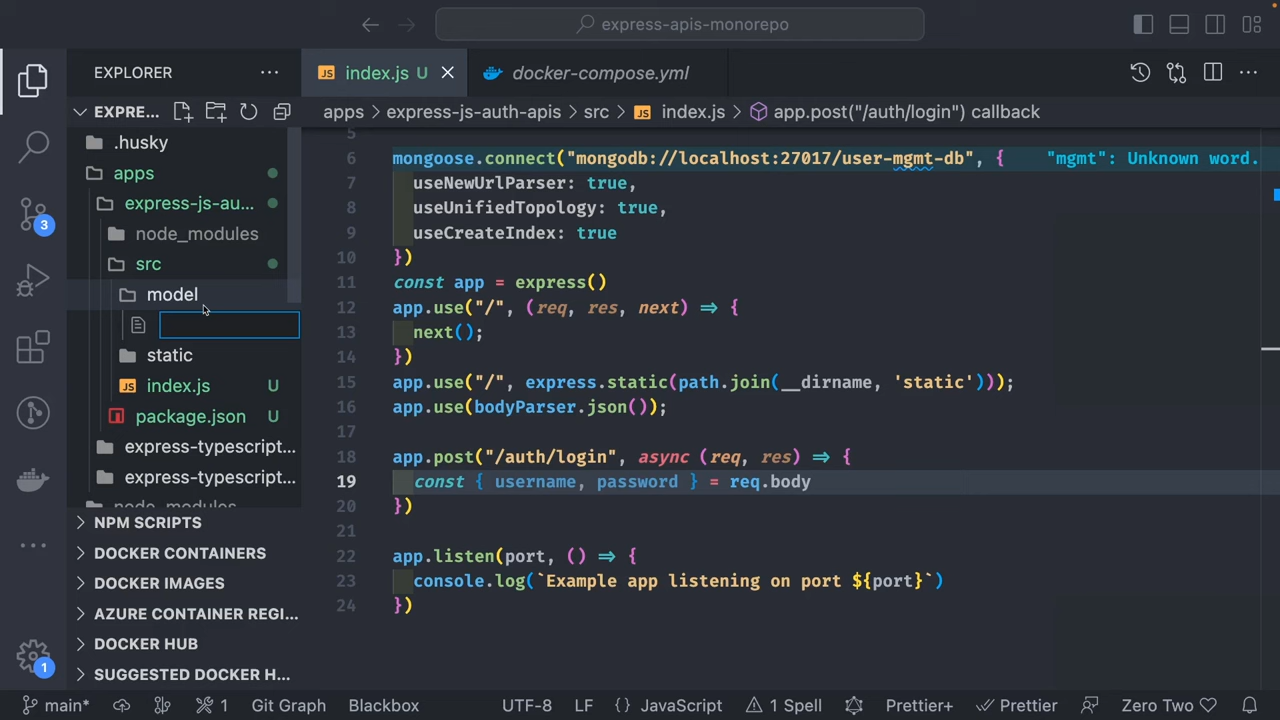 express-apis-monorepo
EXPLORER
JS index.js U
docker-compose.yml
EXPRE...
apps > express-js-auth-apis > src > JS index.js > app.post("/auth/login") callback
.husky
apps
express-js-au...
node_modules
src
model
static
JS index.js U
package.json U
express-typescript...
express-typescript...
node_modules
NPM SCRIPTS
DOCKER CONTAINERS
DOCKER IMAGES
AZURE CONTAINER REGI...
DOCKER HUB
SUGGESTED DOCKER H...
3
1
5
6 mongoose.connect("mongodb://localhost:27017/user-mgmt-db", { "mgmt": Unknown word.
7 useNewUrlParser: true,
8 useUnifiedTopology: true,
9 useCreateIndex: true
10 })
11 const app = express()
12 app.use("/", (req, res, next) => {
13 next();
14 })
15 app.use("/", express.static(path.join(__dirname, 'static')));
16 app.use(bodyParser.json());
17
18 app.post("/auth/login", async (req, res) => {
19 const { username, password } = req.body
20 })
21
22 app.listen(port, () => {
23 console.log(`Example app listening on port ${port}`)
24 })
main* 1 Git Graph Blackbox UTF-8 LF {} JavaScript 1 Spell Prettier+ Prettier Zero Two